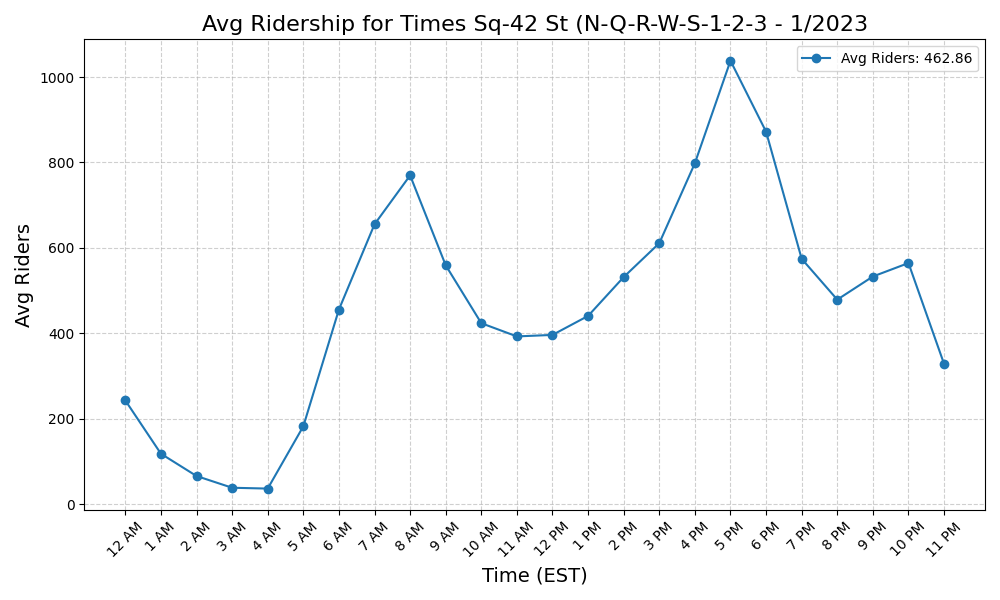 Avg Ridership for Times Sq-42 St (N-Q-R-W-S-1-2-3 - 1/2023
Avg Riders: 462.86
Avg Riders
1000
800
600
400
200
0
12 AM
1 AM
2 AM
3 AM
4 AM
5 AM
6 AM
7 AM
8 AM
9 AM
10 AM
11 AM
12 PM
1 PM
2 PM
3 PM
4 PM
5 PM
6 PM
7 PM
8 PM
9 PM
10 PM
11 PM
Time (EST)